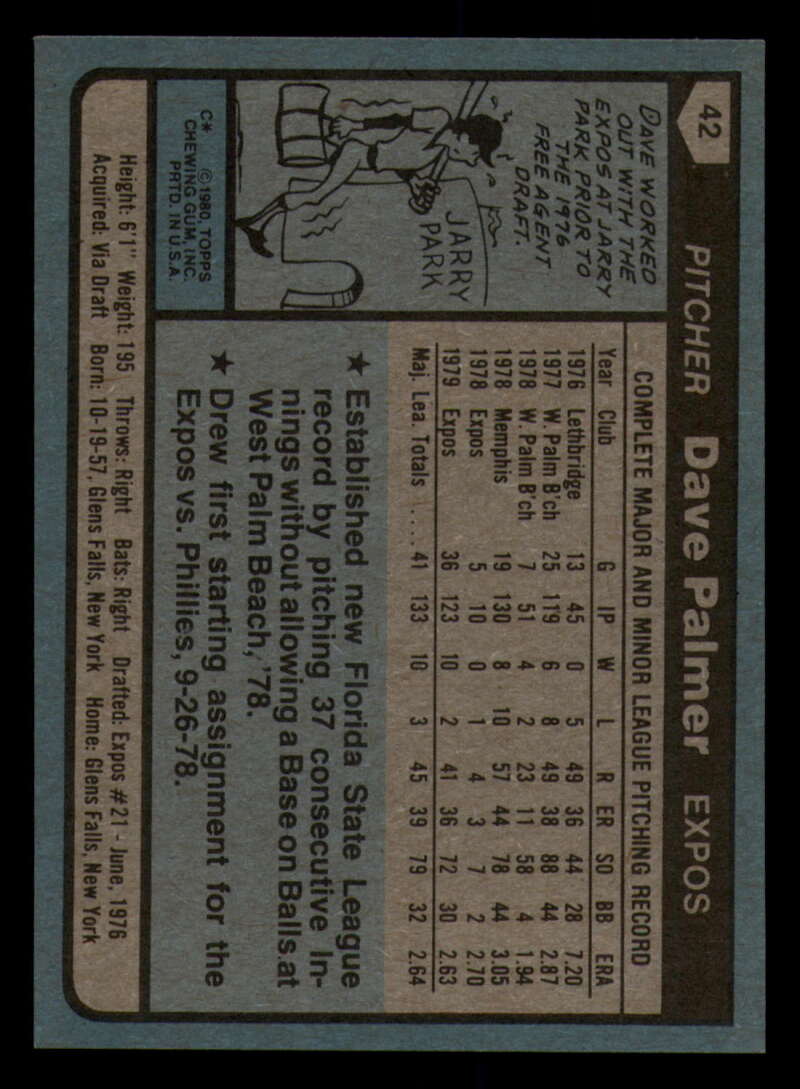 42
PITCHER Dave Palmer EXPOS
DAVE WORKED
OUT WITH THE
EXPOS AT JARRY
PARK PRIOR TO
THE 1976
FREE AGENT
DRAFT.
JARRY
PARK
C* ©1980, TOPPS
CHEWING GUM, INC.
PRTD. IN U.S.A.
COMPLETE MAJOR AND MINOR LEAGUE PITCHING RECORD
Year Club G IP W L R ER SO BB ERA
1976 Lethbridge 13 45 0 5 49 36 44 28 7.20
1977 W. Palm B'ch 25 119 6 8 49 38 88 44 2.87
1978 W. Palm B'ch 7 51 4 2 23 11 58 4 1.94
1978 Memphis 19 130 8 10 57 44 78 44 3.05
1978 Expos 5 10 0 1 4 3 7 2 2.70
1979 Expos 36 123 10 2 41 36 72 30 2.63
Maj. Lea. Totals .... 41 133 10 3 45 39 79 32 2.64
★ Established new Florida State League
record by pitching 37 consecutive In-
nings without allowing a Base on Balls.at
West Palm Beach, '78.
★ Drew first starting assignment for the
Expos vs. Phillies, 9-26-78.
Height: 6'1" Weight: 195 Throws: Right Bats: Right Drafted: Expos #21 - June, 1976
Acquired: Via Draft Born: 10-19-57, Glens Falls, New York Home: Glens Falls, New York